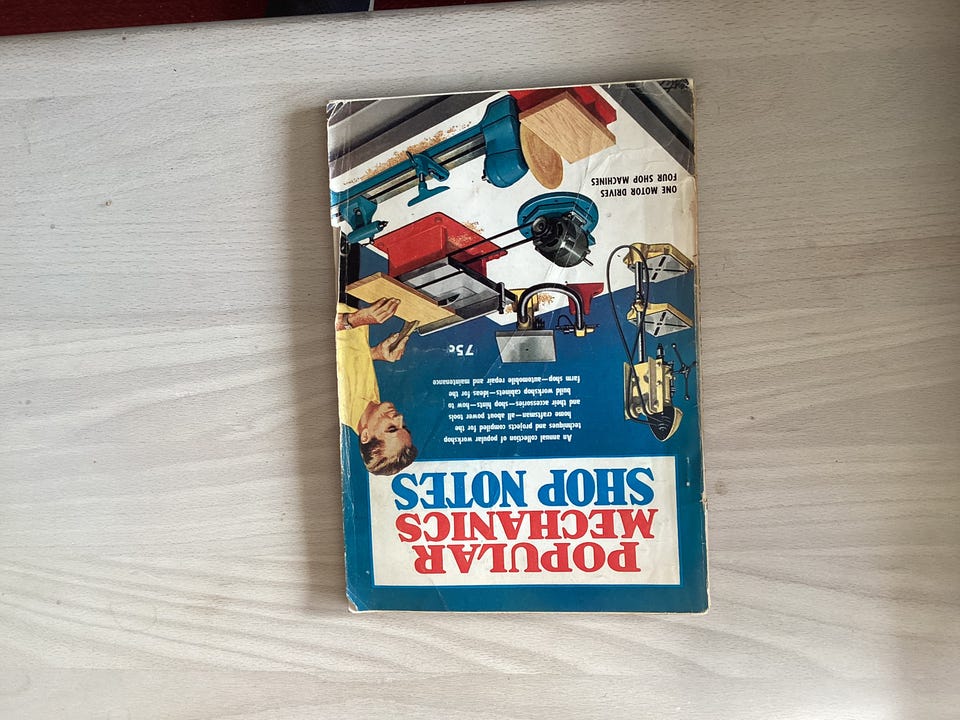 POPULAR
MECHANICS
SHOP NOTES
An annual collection of popular workshop
techniques and projects compiled for the
home craftsman—all about power tools
and their accessories—shop hints—how to
build workshop cabinets—ideas for the
farm shop—automobile repair and maintenance
75c
ONE MOTOR DRIVES
FOUR SHOP MACHINES